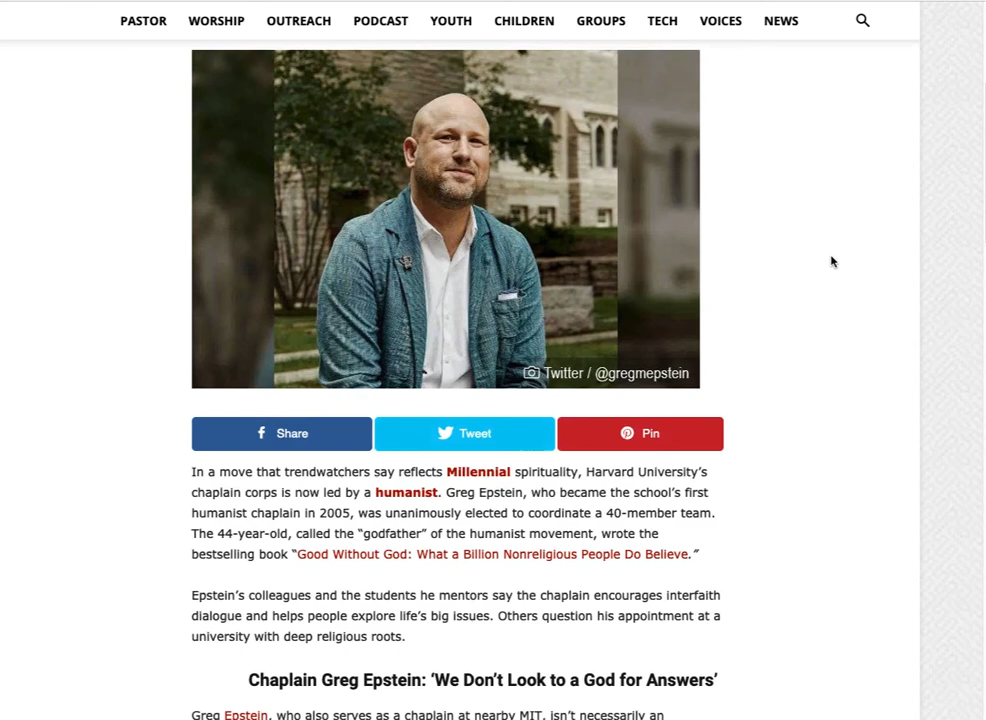 PASTOR WORSHIP OUTREACH PODCAST YOUTH CHILDREN GROUPS TECH VOICES NEWS
Twitter / @gregmepstein
Share Tweet Pin
In a move that trendwatchers say reflects Millennial spirituality, Harvard University’s
chaplain corps is now led by a humanist. Greg Epstein, who became the school’s first
humanist chaplain in 2005, was unanimously elected to coordinate a 40-member team.
The 44-year-old, called the “godfather” of the humanist movement, wrote the
bestselling book “Good Without God: What a Billion Nonreligious People Do Believe.”
Epstein’s colleagues and the students he mentors say the chaplain encourages interfaith
dialogue and helps people explore life’s big issues. Others question his appointment at a
university with deep religious roots.
Chaplain Greg Epstein: ‘We Don’t Look to a God for Answers’
Greg Epstein, who also serves as a chaplain at nearby MIT, isn’t necessarily an